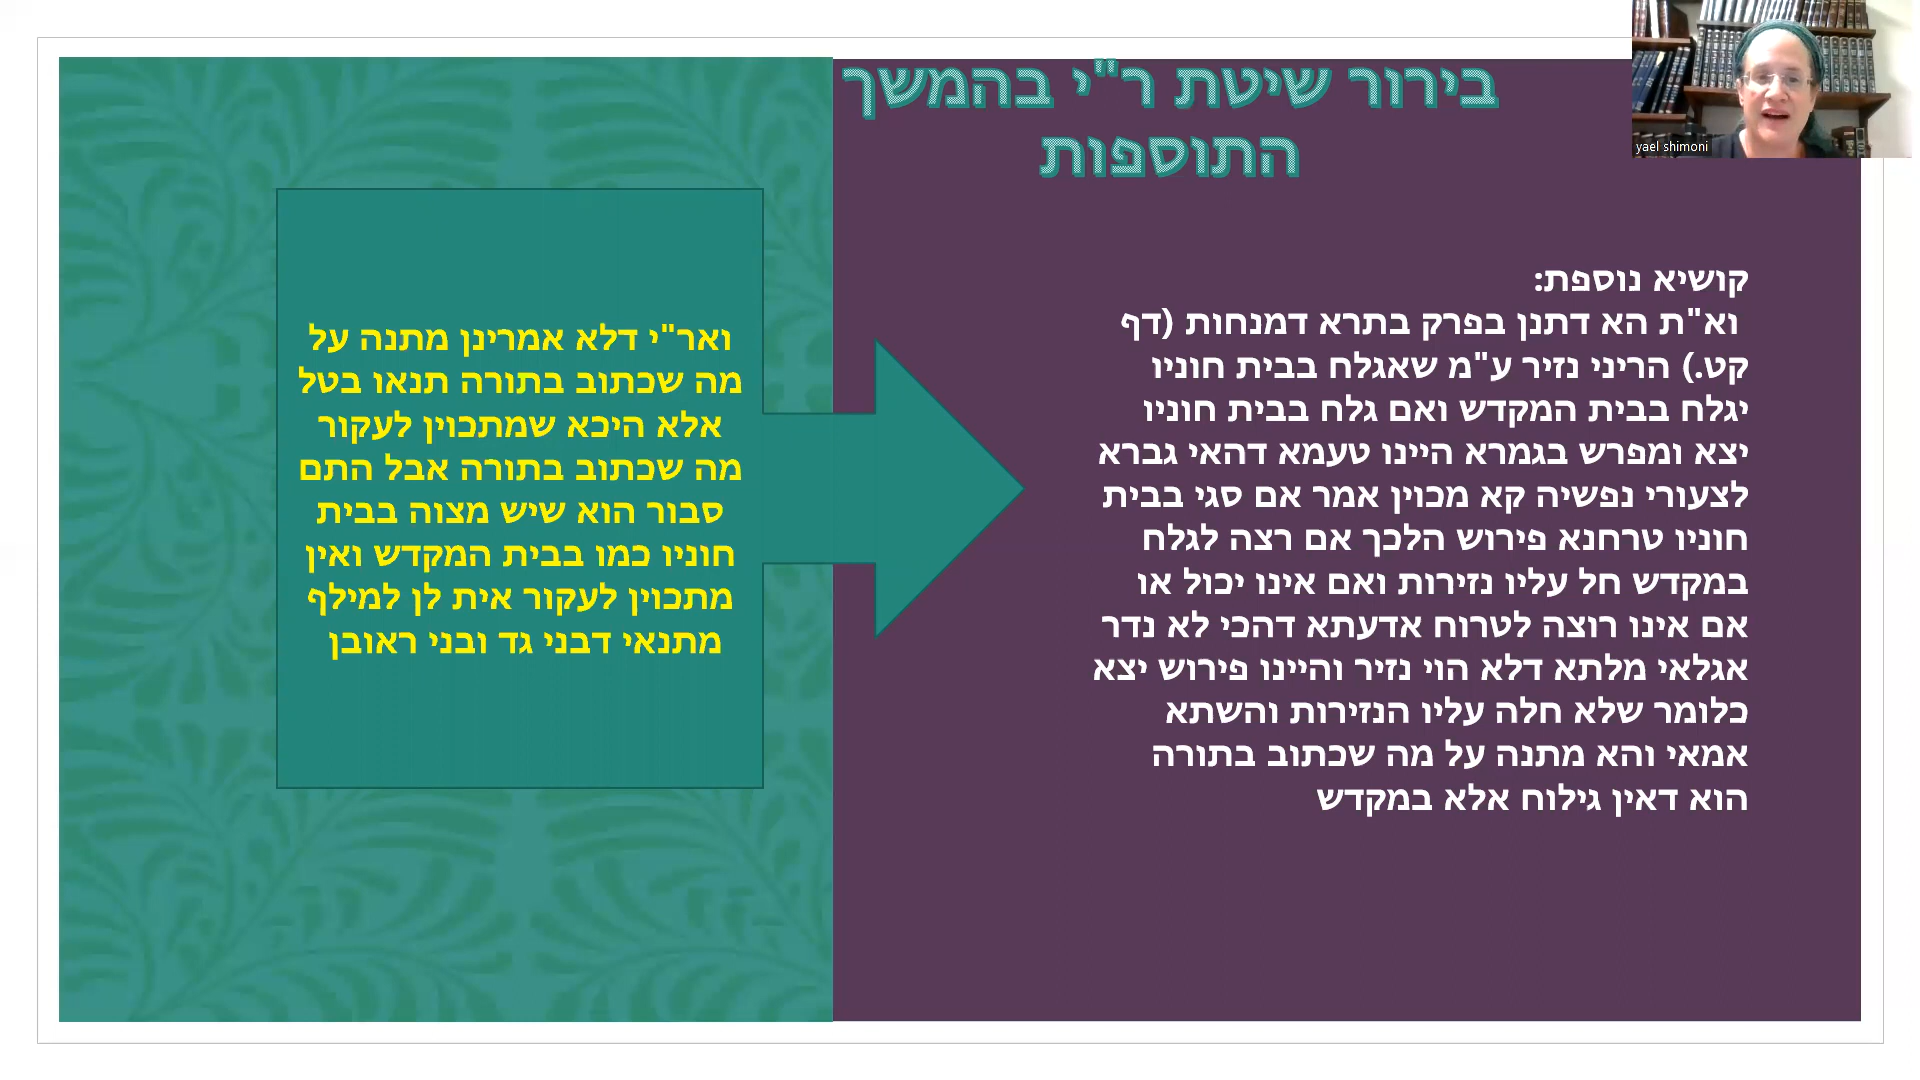 בירור שיטת ר"י בהמשך
התוספות
קושיא נוספת:
וא"ת הא דתנן בפרק בתרא דמנחות (דף
קט.) הריני נזיר ע"מ שאגלח בבית חוניו
יגלח בבית המקדש ואם גלח בבית חוניו
יצא ומפרש בגמרא היינו טעמא דהאי גברא
לצעורי נפשיה קא מכוין אמר אם סגי בבית
חוניו טרחנא פירוש הלכך אם רצה לגלח
במקדש חל עליו נזירות ואם אינו יכול או
אם אינו רוצה לטרוח אדעתא דהכי לא נדר
אגלאי מלתא דלא הוי נזיר והיינו פירוש יצא
כלומר שלא חלה עליו הנזירות והשתא
אמאי והא מתנה על מה שכתוב בתורה
הוא דאין גילוח אלא במקדש
ואר"י דלא אמרינן מתנה על
מה שכתוב בתורה תנאו בטל
אלא היכא שמתכוין לעקור
מה שכתוב בתורה אבל התם
סבור הוא שיש מצוה בבית
חוניו כמו בבית המקדש ואין
מתכוין לעקור אית לן למילף
מתנאי דבני גד ובני ראובן
yael shimoni